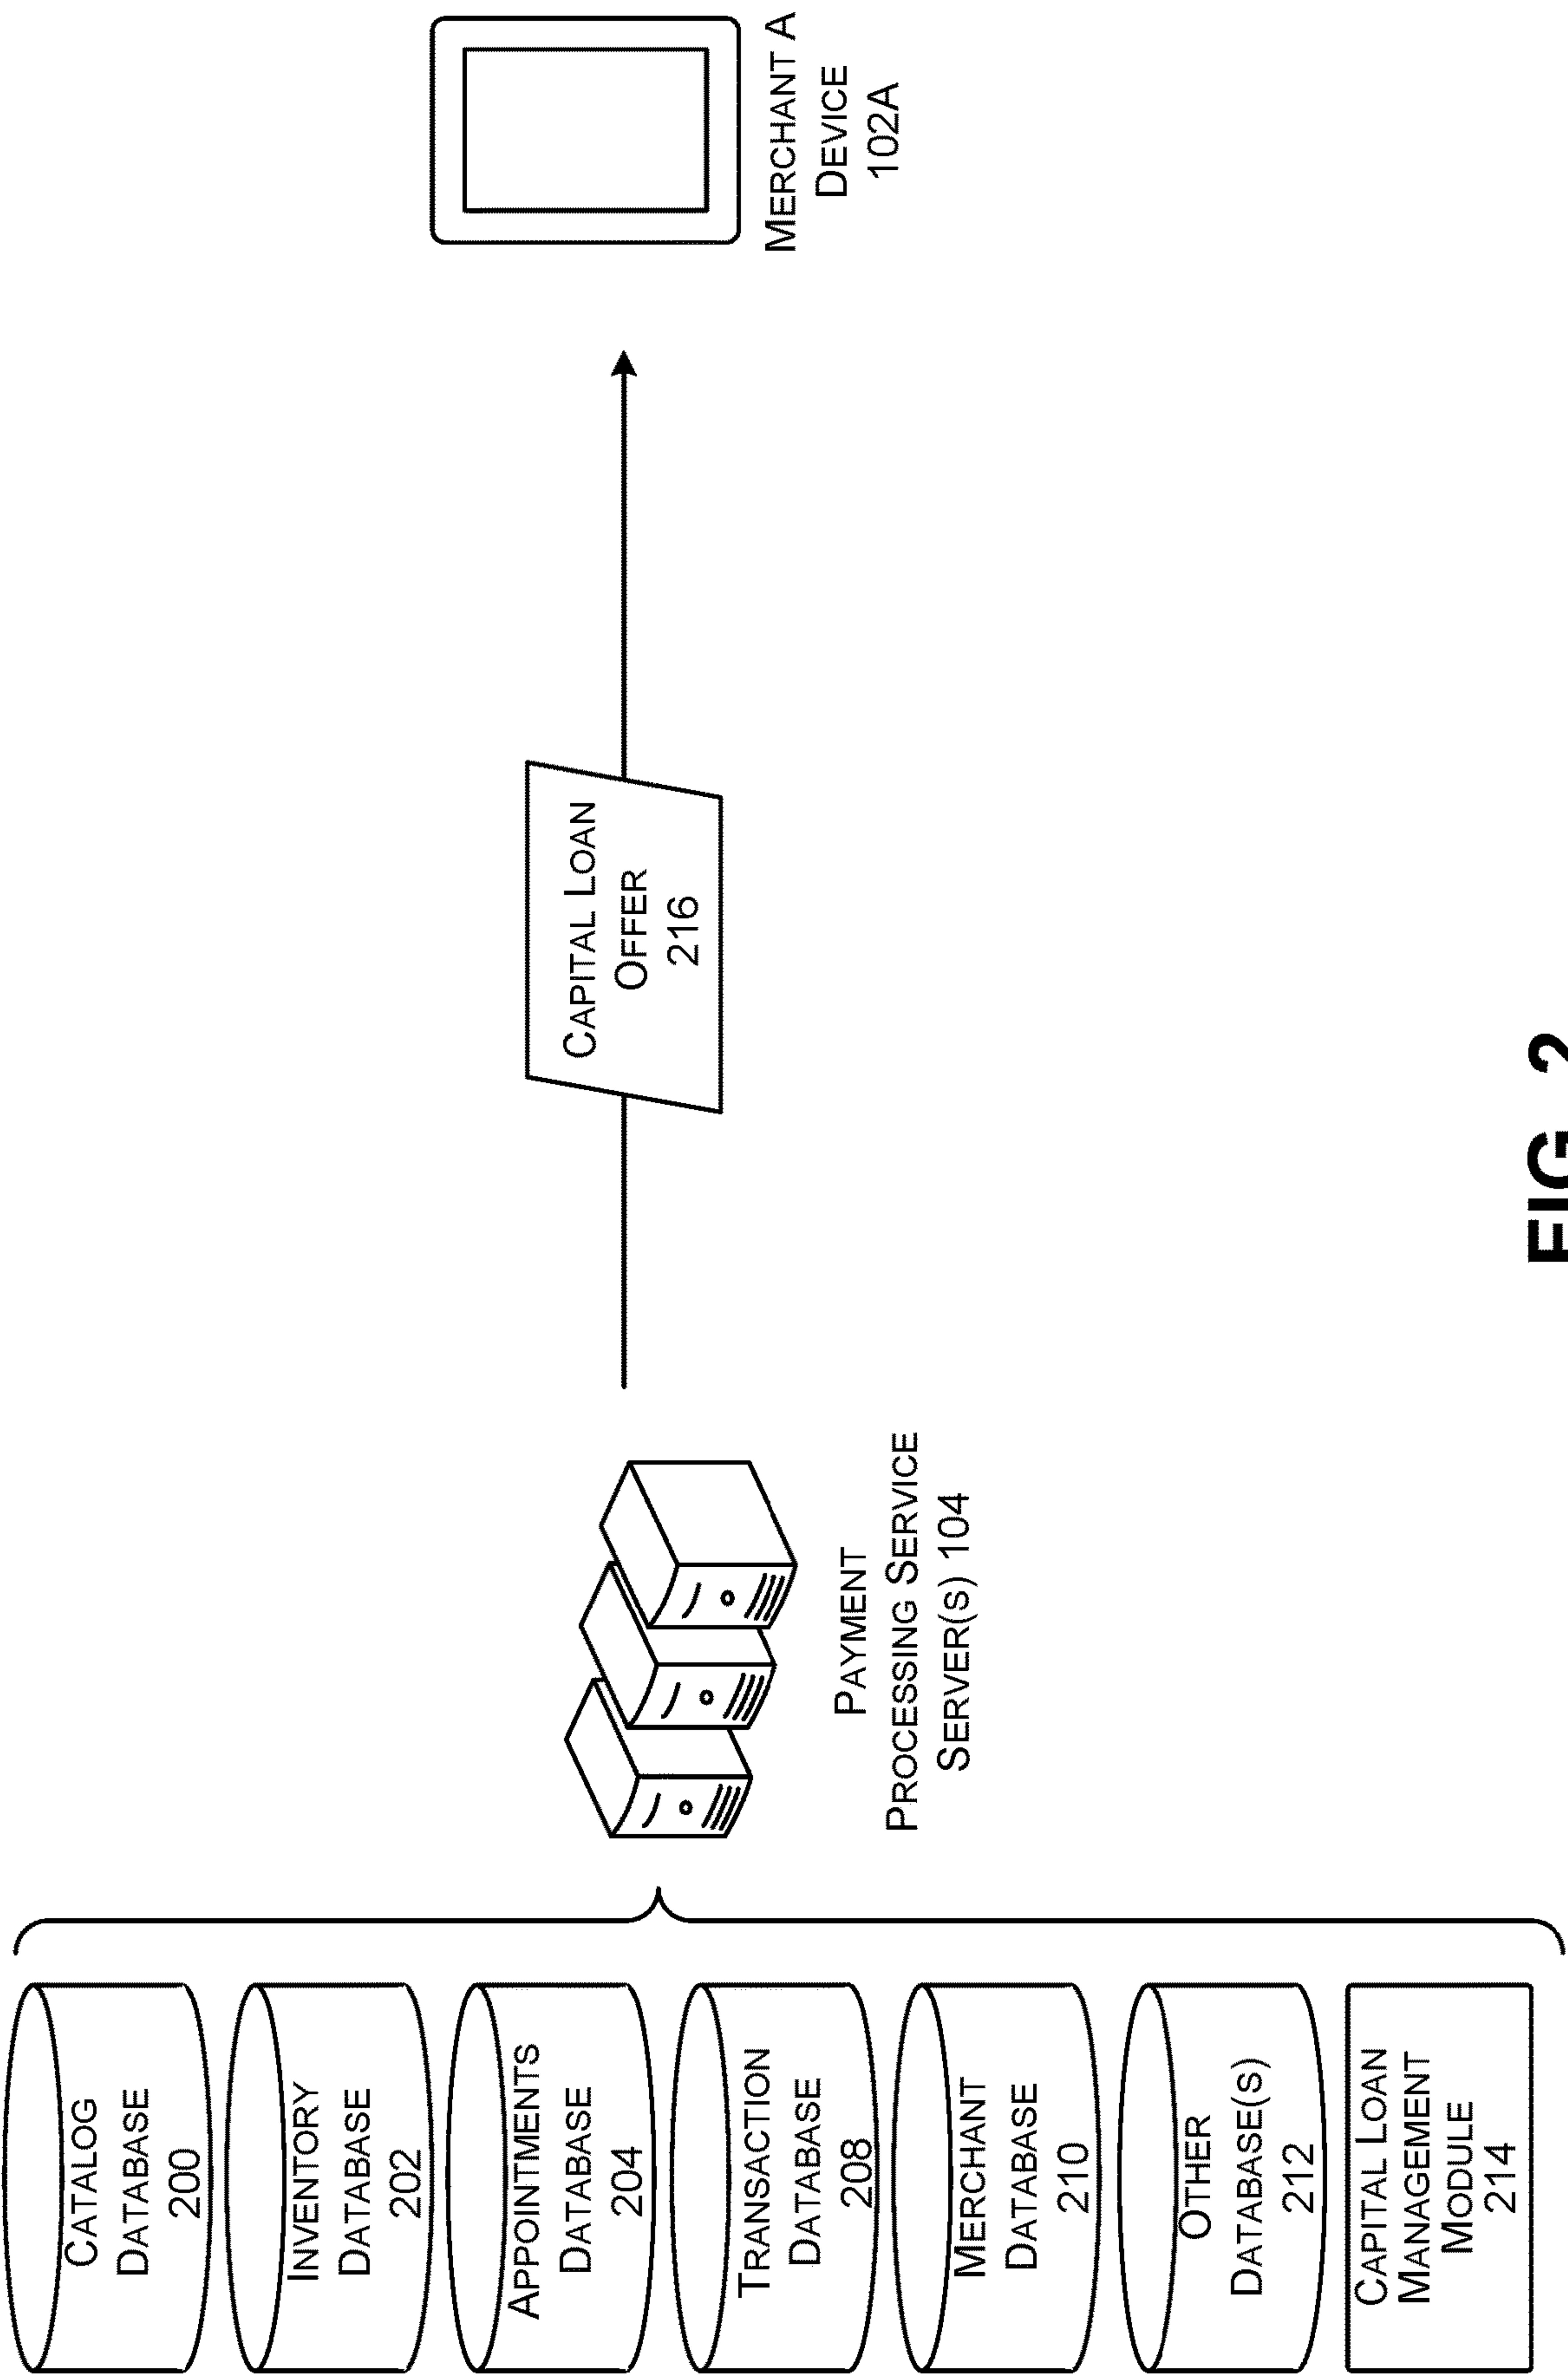 CATALOG
DATABASE
200
INVENTORY
DATABASE
202
APPOINTMENTS
DATABASE
204
TRANSACTION
DATABASE
208
MERCHANT
DATABASE
210
OTHER
DATABASE(S)
212
CAPITAL LOAN
MANAGEMENT
MODULE
214
PAYMENT
PROCESSING SERVICE
SERVER(S) 104
CAPITAL LOAN
OFFER
216
MERCHANT A
DEVICE
102A
FIG. 2